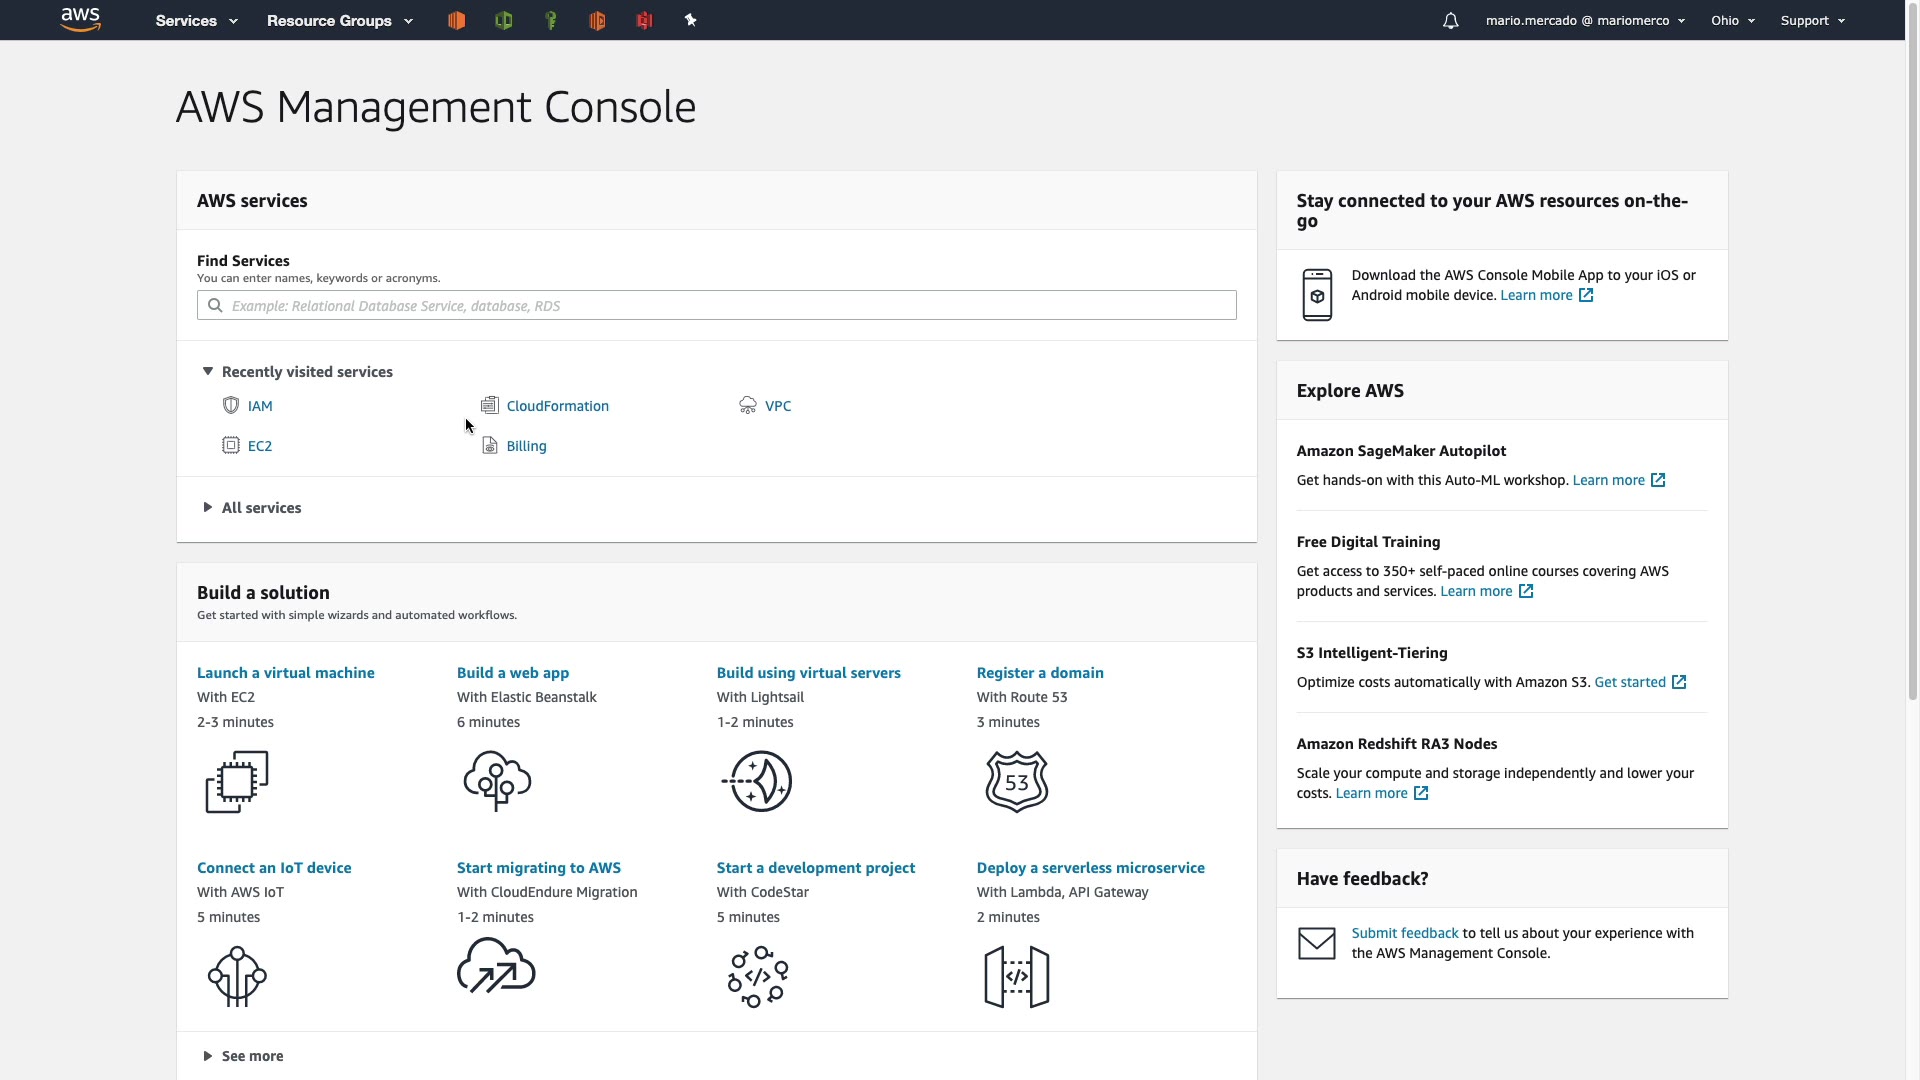 aws Services Resource Groups mario.mercado @ mariomerco Ohio Support
AWS Management Console
AWS services
Find Services
You can enter names, keywords or acronyms.
Example: Relational Database Service, database, RDS
Recently visited services
IAM CloudFormation VPC
EC2 Billing
All services
Build a solution
Get started with simple wizards and automated workflows.
Launch a virtual machine
With EC2
2-3 minutes
Build a web app
With Elastic Beanstalk
6 minutes
Build using virtual servers
With Lightsail
1-2 minutes
Register a domain
With Route 53
3 minutes
53
Connect an IoT device
With AWS IoT
5 minutes
Start migrating to AWS
With CloudEndure Migration
1-2 minutes
Start a development project
With CodeStar
5 minutes
</>
Deploy a serverless microservice
With Lambda, API Gateway
2 minutes
</>
See more
Stay connected to your AWS resources on-the-
go
Download the AWS Console Mobile App to your iOS or
Android mobile device. Learn more
Explore AWS
Amazon SageMaker Autopilot
Get hands-on with this Auto-ML workshop. Learn more
Free Digital Training
Get access to 350+ self-paced online courses covering AWS
products and services. Learn more
S3 Intelligent-Tiering
Optimize costs automatically with Amazon S3. Get started
Amazon Redshift RA3 Nodes
Scale your compute and storage independently and lower your
costs. Learn more
Have feedback?
Submit feedback to tell us about your experience with
the AWS Management Console.